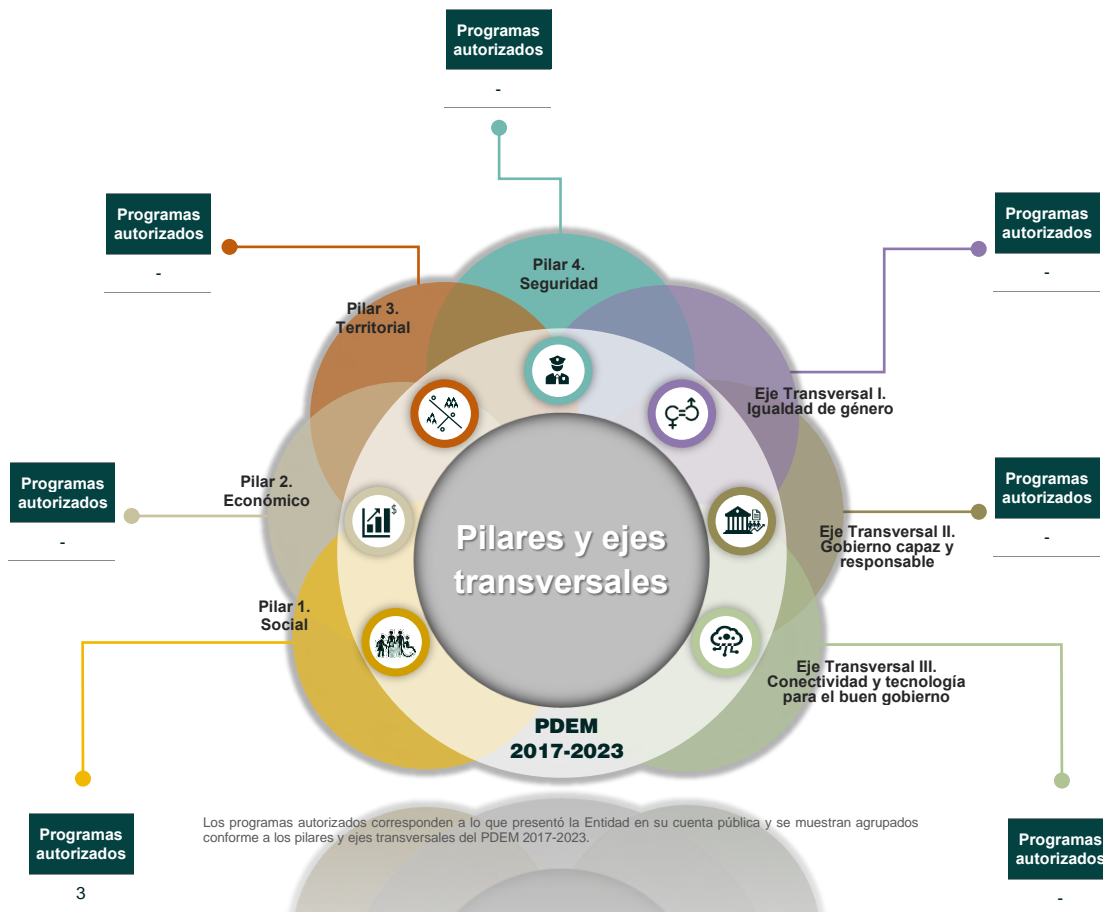 Programas
autorizados
-
Programas
autorizados
-
Programas
autorizados
-
Pilar 4.
Seguridad
Pilar 3.
Territorial
Eje Transversal I.
Igualdad de género
Programas
autorizados
-
Pilar 2.
Económico
$
Programas
autorizados
-
Eje Transversal II.
Gobierno capaz y
responsable
Pilares y ejes
transversales
Pilar 1.
Social
Eje Transversal III.
Conectividad y tecnología
para el buen gobierno
PDEM
2017-2023
Programas
autorizados
3
Los programas autorizados corresponden a lo que presentó la Entidad en su cuenta pública y se muestran agrupados
conforme a los pilares y ejes transversales del PDEM 2017-2023.
Programas
autorizados
-